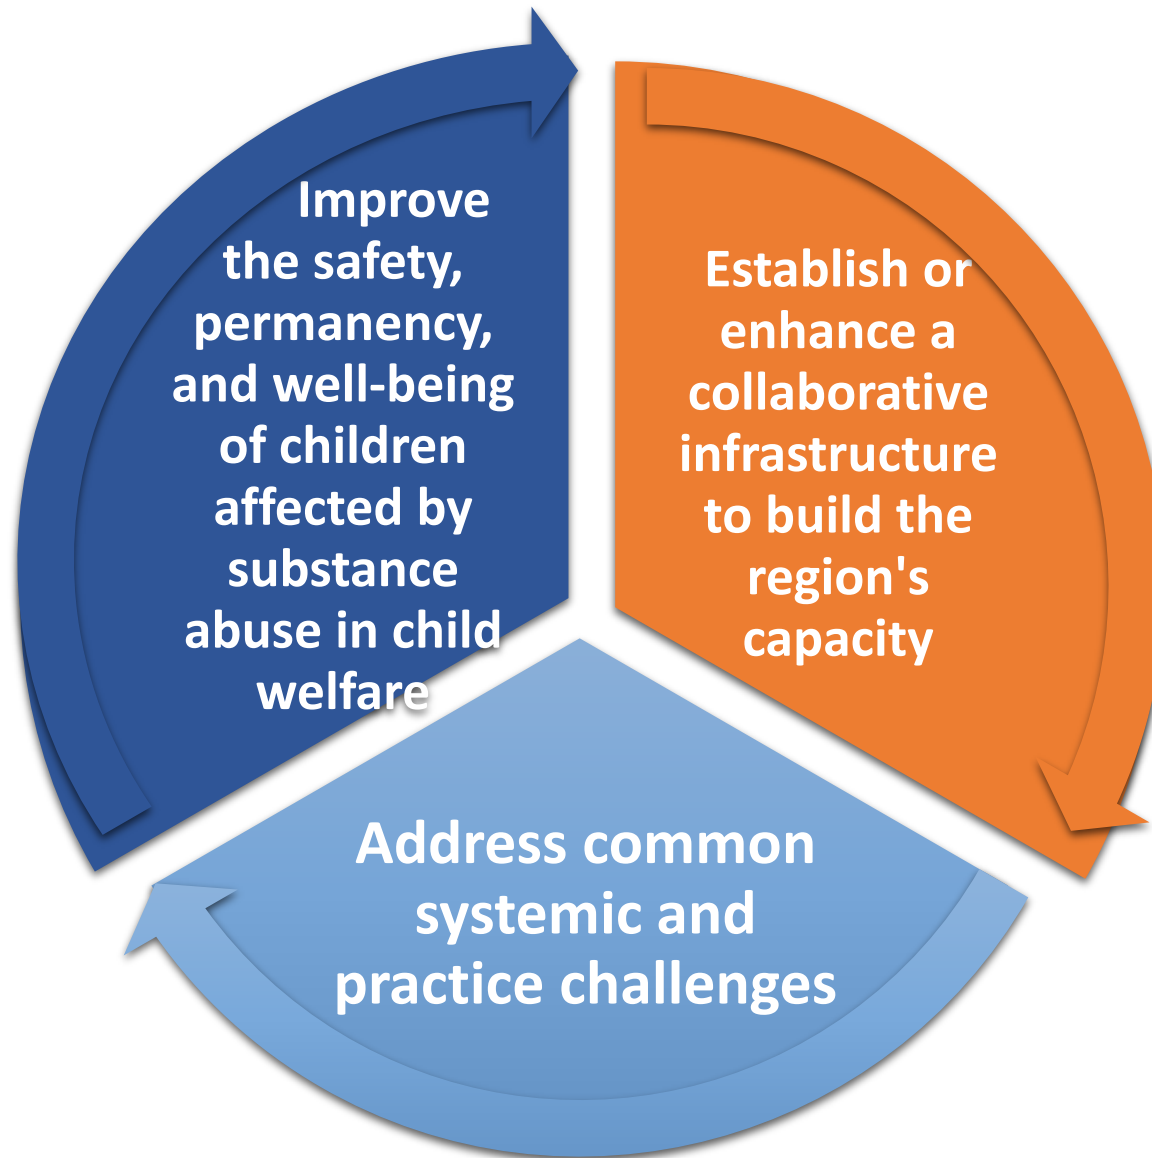 Improve
the safety,
permanency,
and well-being
of children
affected by
substance
abuse in child
welfare
Establish or
enhance a
collaborative
infrastructure
to build the
region's
capacity
Address common
systemic and
practice challenges